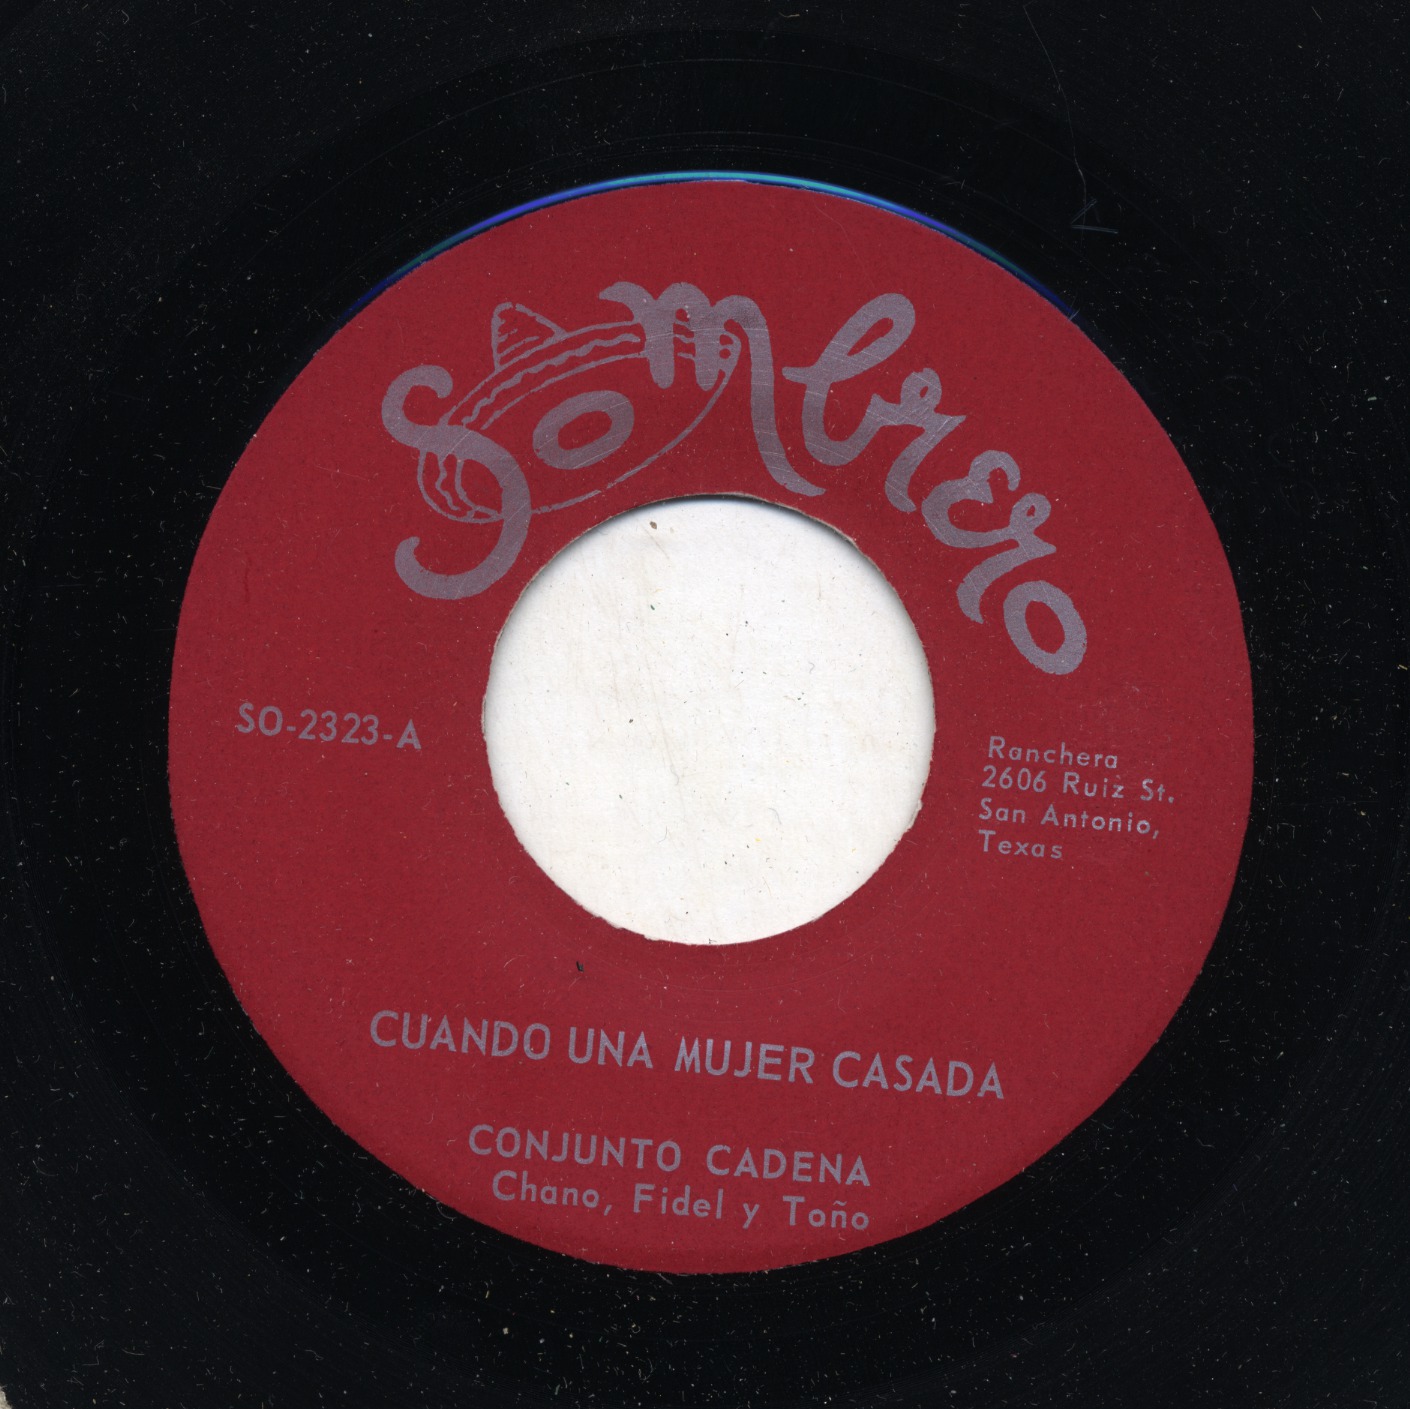 Sombrero
SO-2323-A
Ranchera
2606 Ruiz St.
San Antonio,
Texas
CUANDO UNA MUJER CASADA
CONJUNTO CADENA
Chano, Fidel y Toño